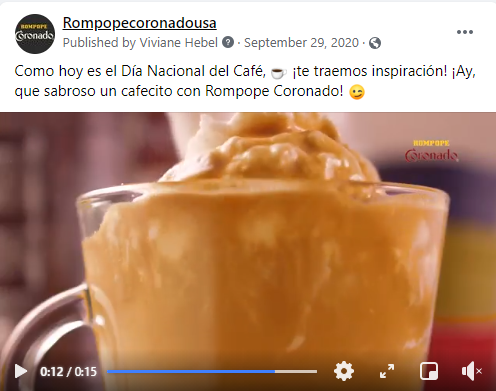 ROMPOPE
Coronado
Rompopecoronadousa
Published by Viviane Hebel · September 29, 2020 ·
Como hoy es el Día Nacional del Café, ☕ ¡te traemos inspiración! ¡Ay,
que sabroso un cafecito con Rompope Coronado! 😉
ROMPOPE
Coronado
0:12 / 0:15